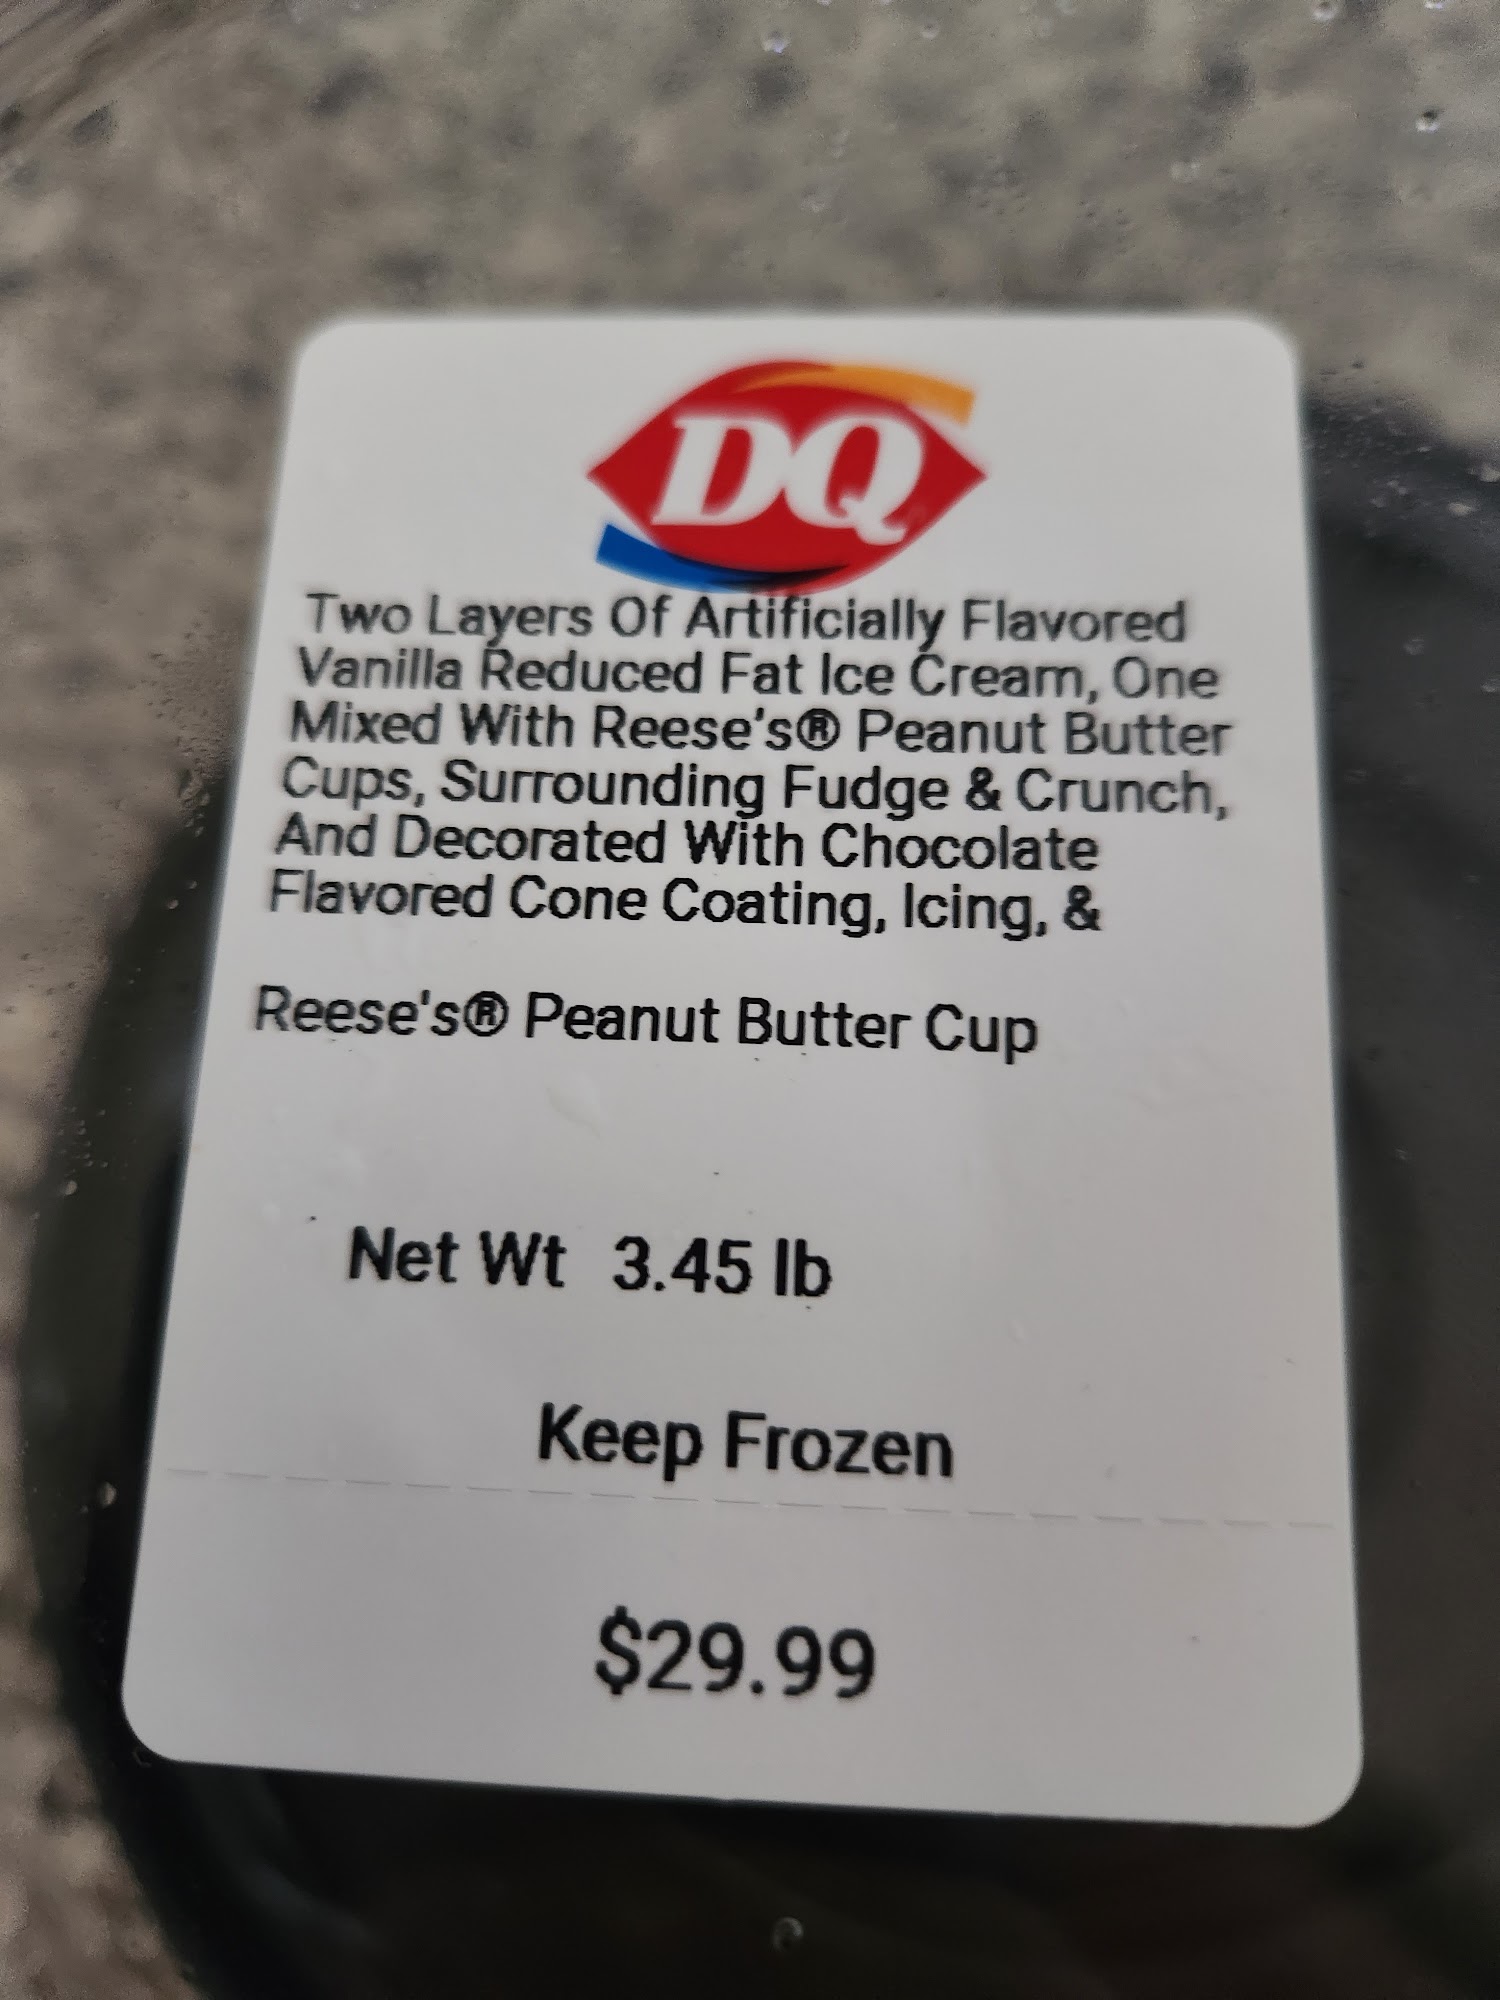 DQ
Two Layers Of Artificially Flavored
Vanilla Reduced Fat Ice Cream, One
Mixed With Reese's® Peanut Butter
Cups, Surrounding Fudge & Crunch,
And Decorated With Chocolate
Flavored Cone Coating, Icing, &
Reese's® Peanut Butter Cup
Net Wt 3.45 lb
Keep Frozen
$29.99